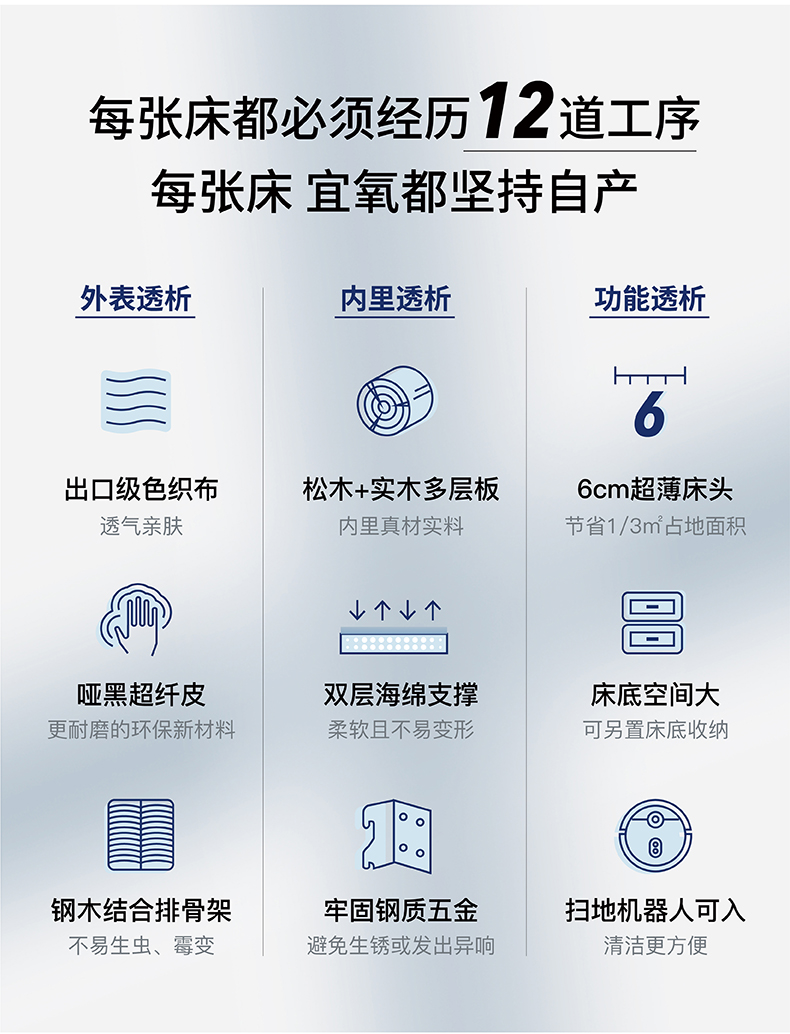 每张床都必须经历12道工序
每张床 宜氧都坚持自产
外表透析
出口级色织布
透气亲肤
哑黑超纤皮
更耐磨的环保新材料
钢木结合排骨架
不易生虫、霉变
内里透析
松木+实木多层板
内里真材实料
双层海绵支撑
柔软且不易变形
牢固钢质五金
避免生锈或发出异响
功能透析
6
6cm超薄床头
节省1/3㎡占地面积
床底空间大
可另置床底收纳
扫地机器人可入
清洁更方便